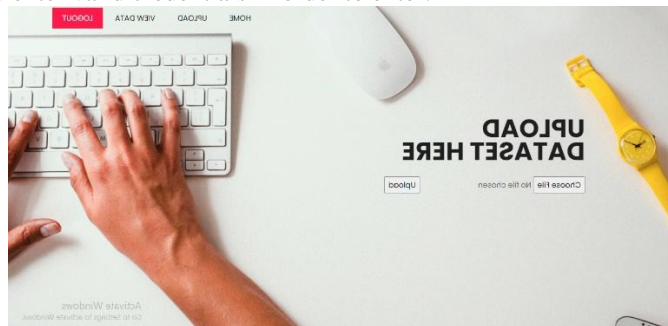 HOME UPLOAD VIEW DATA LOGOUT
UPLOAD
DATASET HERE
Choose File No file chosen Upload
Activate Windows
Go to Settings to activate Windows.